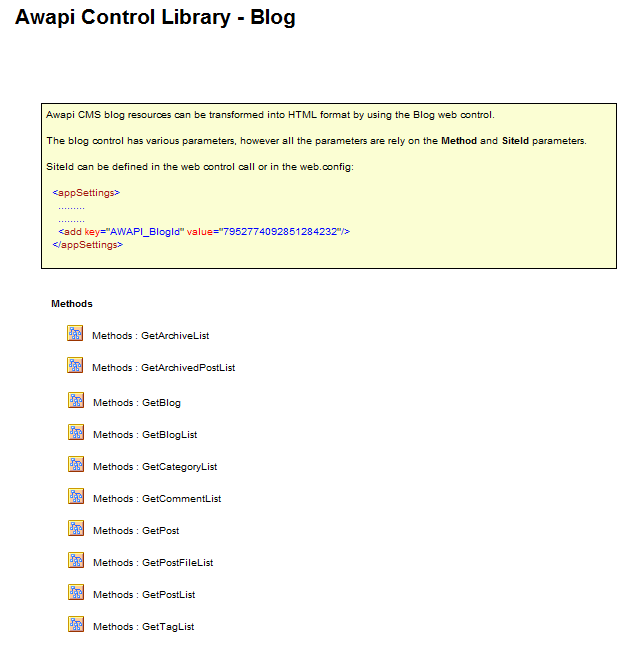 Awapi Control Library - Blog
Awapi CMS blog resources can be transformed into HTML format by using the Blog web control.
The blog control has various parameters, however all the parameters are rely on the Method and SiteId parameters.
SiteId can be defined in the web control call or in the web.config:
<appSettings>
.........
.........
<add key="AWAPI_BlogId" value="7952774092851284232"/>
</appSettings>
Methods
Methods : GetArchiveList
Methods : GetArchivedPostList
Methods : GetBlog
Methods : GetBlogList
Methods : GetCategoryList
Methods : GetCommentList
Methods : GetPost
Methods : GetPostFileList
Methods : GetPostList
Methods : GetTagList